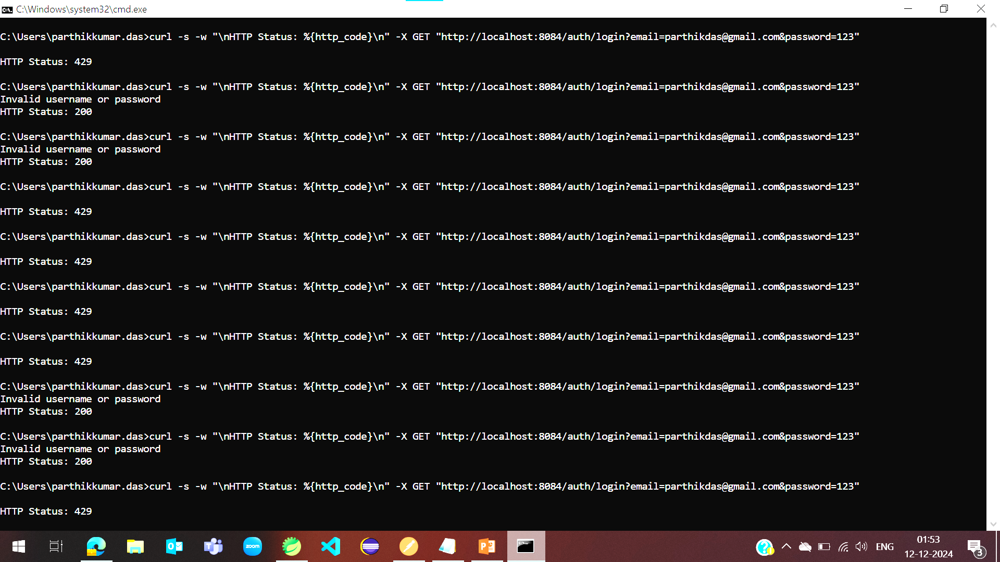 C:\Windows\system32\cmd.exe
C:\Users\parthikkumar.das>curl -s -w "\nHTTP Status: %{http_code}\n" -X GET "http://localhost:8084/auth/login?email=parthikdas@gmail.com&password=123"
HTTP Status: 429
C:\Users\parthikkumar.das>curl -s -w "\nHTTP Status: %{http_code}\n" -X GET "http://localhost:8084/auth/login?email=parthikdas@gmail.com&password=123"
Invalid username or password
HTTP Status: 200
C:\Users\parthikkumar.das>curl -s -w "\nHTTP Status: %{http_code}\n" -X GET "http://localhost:8084/auth/login?email=parthikdas@gmail.com&password=123"
Invalid username or password
HTTP Status: 200
C:\Users\parthikkumar.das>curl -s -w "\nHTTP Status: %{http_code}\n" -X GET "http://localhost:8084/auth/login?email=parthikdas@gmail.com&password=123"
HTTP Status: 429
C:\Users\parthikkumar.das>curl -s -w "\nHTTP Status: %{http_code}\n" -X GET "http://localhost:8084/auth/login?email=parthikdas@gmail.com&password=123"
HTTP Status: 429
C:\Users\parthikkumar.das>curl -s -w "\nHTTP Status: %{http_code}\n" -X GET "http://localhost:8084/auth/login?email=parthikdas@gmail.com&password=123"
HTTP Status: 429
C:\Users\parthikkumar.das>curl -s -w "\nHTTP Status: %{http_code}\n" -X GET "http://localhost:8084/auth/login?email=parthikdas@gmail.com&password=123"
HTTP Status: 429
C:\Users\parthikkumar.das>curl -s -w "\nHTTP Status: %{http_code}\n" -X GET "http://localhost:8084/auth/login?email=parthikdas@gmail.com&password=123"
Invalid username or password
HTTP Status: 200
C:\Users\parthikkumar.das>curl -s -w "\nHTTP Status: %{http_code}\n" -X GET "http://localhost:8084/auth/login?email=parthikdas@gmail.com&password=123"
Invalid username or password
HTTP Status: 200
C:\Users\parthikkumar.das>curl -s -w "\nHTTP Status: %{http_code}\n" -X GET "http://localhost:8084/auth/login?email=parthikdas@gmail.com&password=123"
HTTP Status: 429
zoom
ENG
01:53
12-12-2024
3